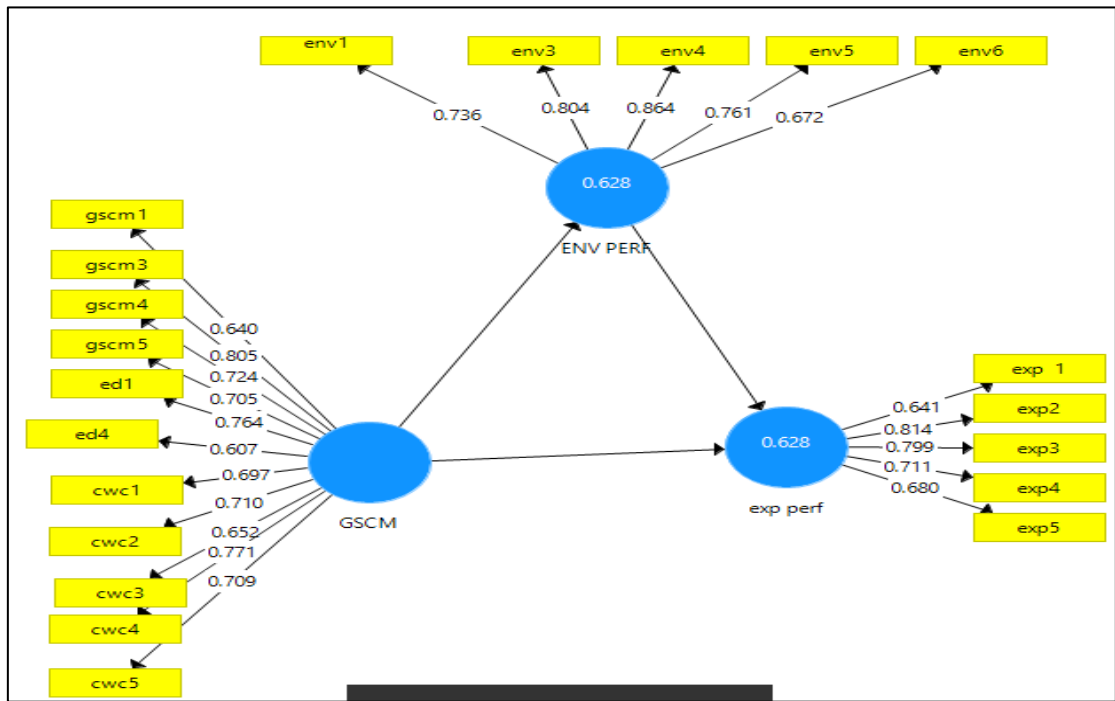 env1
env3
env4
env5
env6
0.736
0.804
0.864
0.761
0.672
0.628
ENV PERF
gscm1
gscm3
gscm4
gscm5
ed1
ed4
cwc1
cwc2
cwc3
cwc4
cwc5
0.640
0.805
0.724
0.705
0.764
0.607
0.697
0.710
0.652
0.771
0.709
GSCM
0.628
exp perf
0.641
0.814
0.799
0.711
0.680
exp 1
exp2
exp3
exp4
exp5